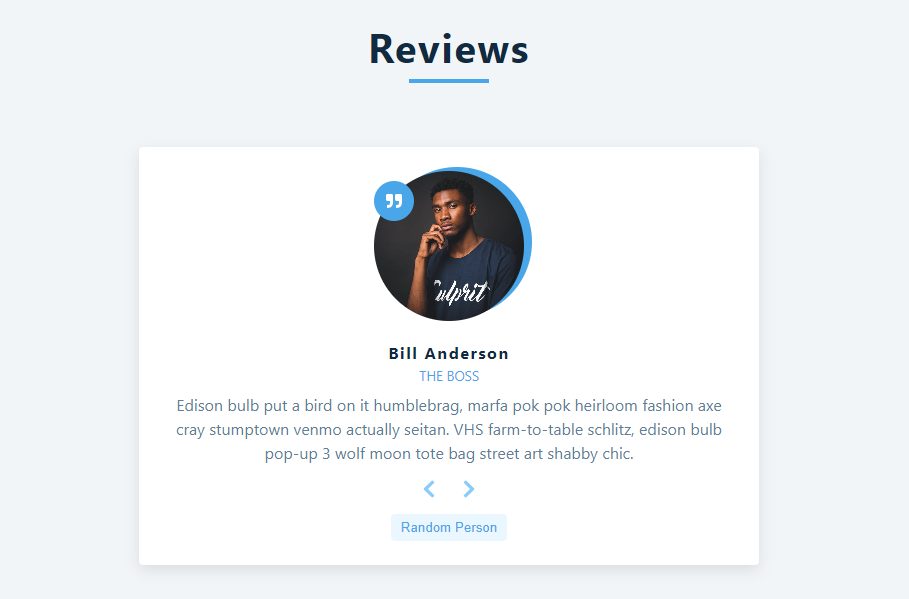 Reviews
Culprit
Bill Anderson
THE BOSS
Edison bulb put a bird on it humblebrag, marfa pok pok heirloom fashion axe
cray stumptown venmo actually seitan. VHS farm-to-table schlitz, edison bulb
pop-up 3 wolf moon tote bag street art shabby chic.
Random Person